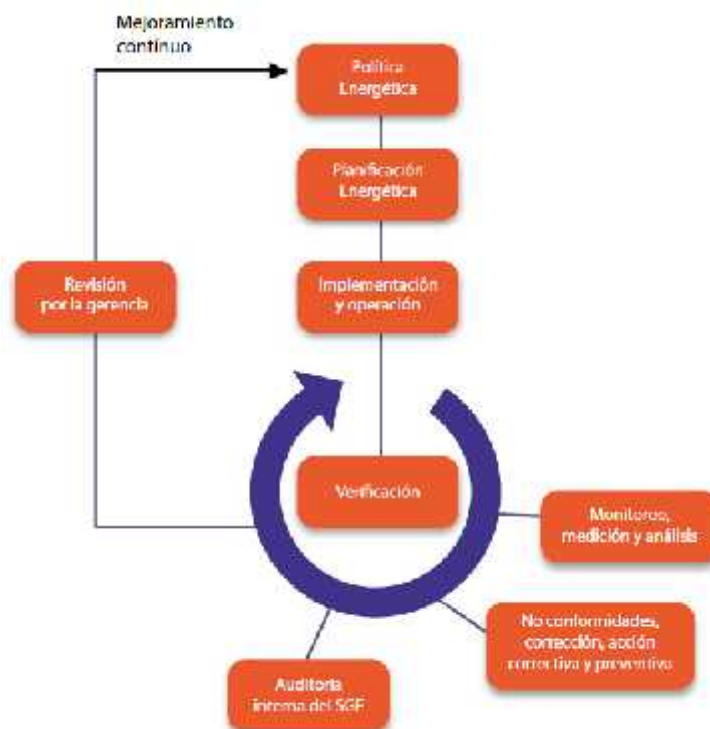 Mejoramiento
continuo
Política
Energética
Planificación
Energética
Revisión
por la gerencia
Implementación
y operación
Verificación
Monitoreo,
medición y análisis
No conformidades,
corrección, acción
correctiva y preventiva
Auditoria
interna del SGE